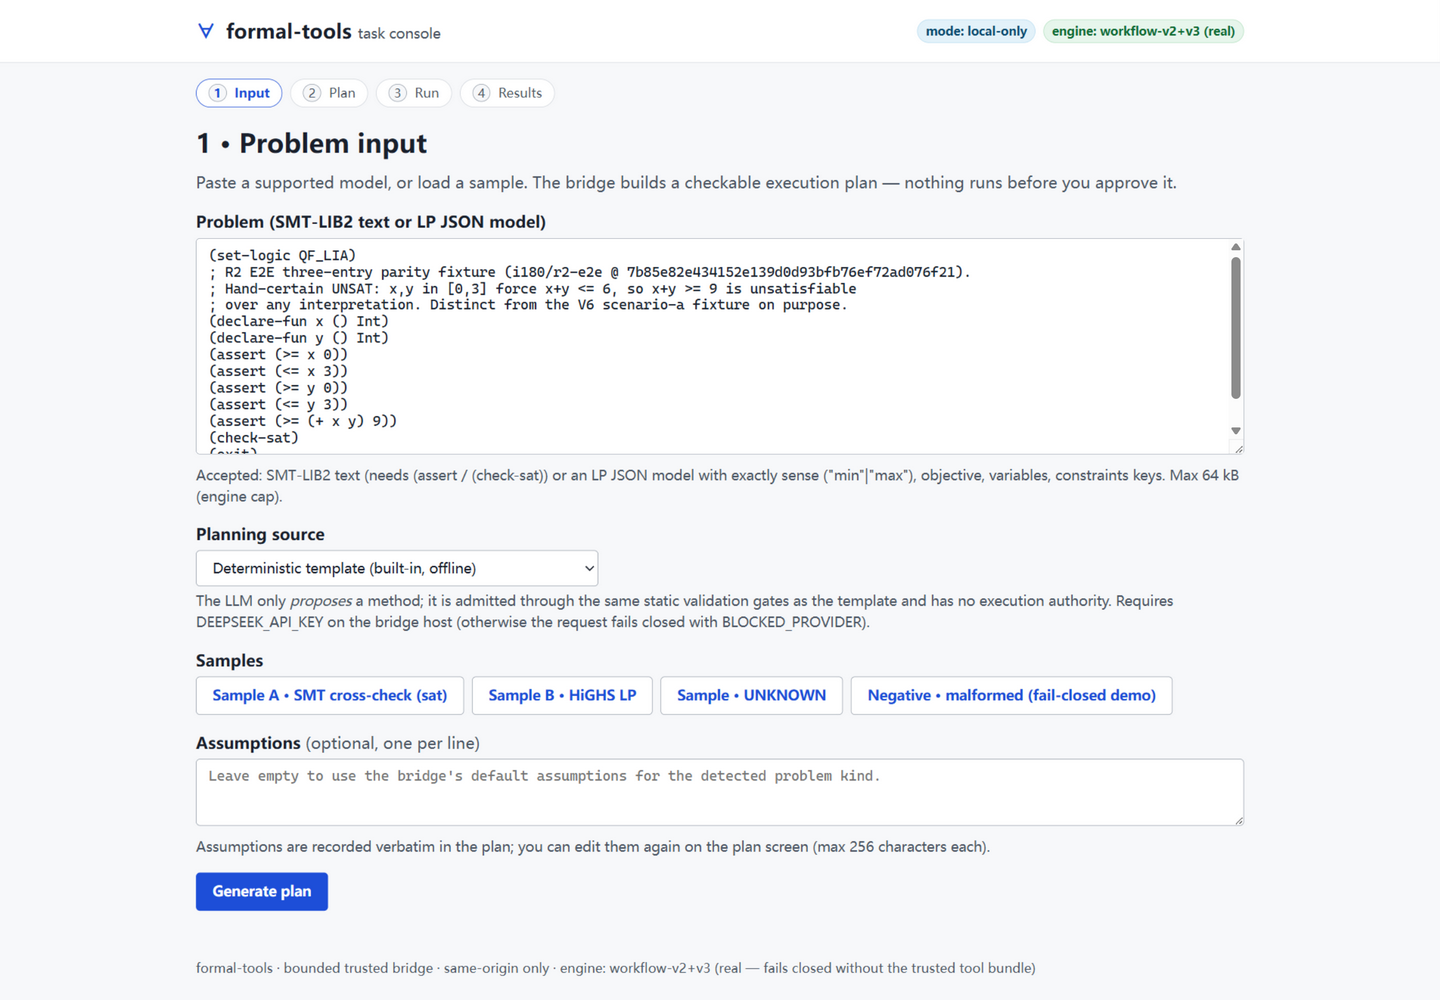 ∀ formal-tools task console
mode: local-only
engine: workflow-v2+v3 (real)
1 Input
2 Plan
3 Run
4 Results
1 • Problem input
Paste a supported model, or load a sample. The bridge builds a checkable execution plan — nothing runs before you approve it.
Problem (SMT-LIB2 text or LP JSON model)
(set-logic QF_LIA)
; R2 E2E three-entry parity fixture (i180/r2-e2e @ 7b85e82e434152e139d0d93bfb76ef72ad076f21).
; Hand-certain UNSAT: x,y in [0,3] force x+y <= 6, so x+y >= 9 is unsatisfiable
; over any interpretation. Distinct from the V6 scenario-a fixture on purpose.
(declare-fun x () Int)
(declare-fun y () Int)
(assert (>= x 0))
(assert (<= x 3))
(assert (>= y 0))
(assert (<= y 3))
(assert (>= (+ x y) 9))
(check-sat)
(exit)
Accepted: SMT-LIB2 text (needs (assert / (check-sat)) or an LP JSON model with exactly sense ("min"|"max"), objective, variables, constraints keys. Max 64 kB
(engine cap).
Planning source
Deterministic template (built-in, offline)
The LLM only proposes a method; it is admitted through the same static validation gates as the template and has no execution authority. Requires
DEEPSEEK_API_KEY on the bridge host (otherwise the request fails closed with BLOCKED_PROVIDER).
Samples
Sample A • SMT cross-check (sat)
Sample B • HiGHS LP
Sample • UNKNOWN
Negative • malformed (fail-closed demo)
Assumptions (optional, one per line)
Leave empty to use the bridge's default assumptions for the detected problem kind.
Assumptions are recorded verbatim in the plan; you can edit them again on the plan screen (max 256 characters each).
Generate plan
formal-tools · bounded trusted bridge · same-origin only · engine: workflow-v2+v3 (real — fails closed without the trusted tool bundle)